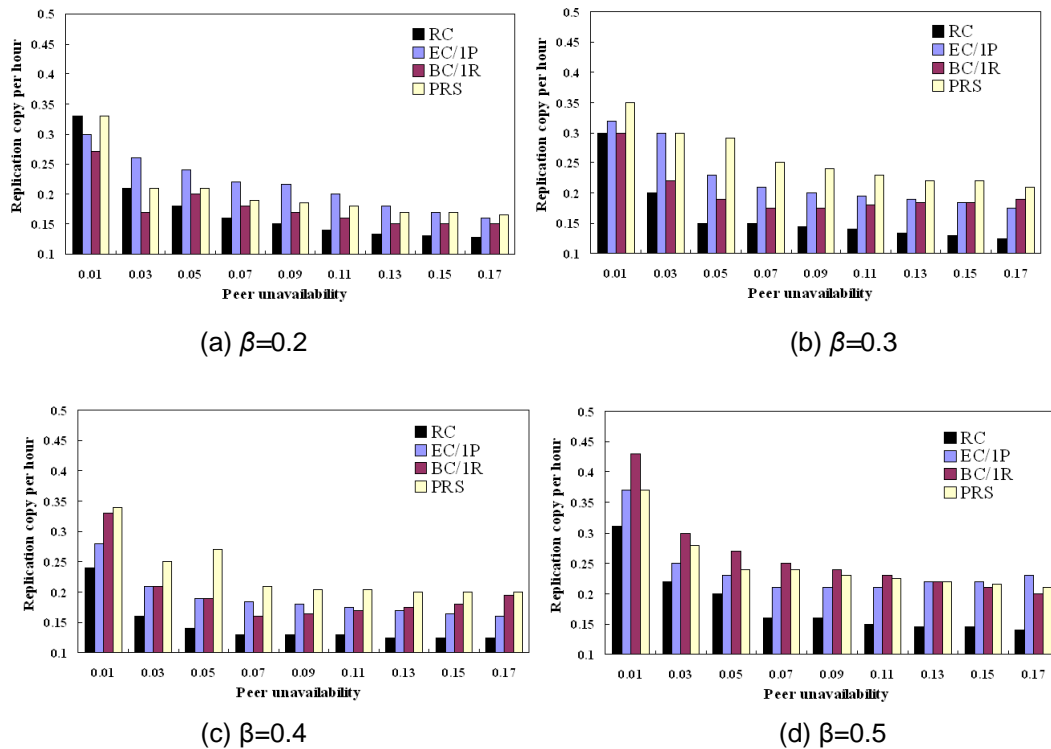 0.5
0.45
0.4
0.35
0.3
0.25
0.2
0.15
0.1
Replication copy per hour
RC
EC/1P
BC/1R
PRS
0.01 0.03 0.05 0.07 0.09 0.11 0.13 0.15 0.17
Peer unavailability
(a) β=0.2
0.5
0.45
0.4
0.35
0.3
0.25
0.2
0.15
0.1
Replication copy per hour
RC
EC/1P
BC/1R
PRS
0.01 0.03 0.05 0.07 0.09 0.11 0.13 0.15 0.17
Peer unavailability
(b) β=0.3
0.5
0.45
0.4
0.35
0.3
0.25
0.2
0.15
0.1
Replication copy per hour
RC
EC/1P
BC/1R
PRS
0.01 0.03 0.05 0.07 0.09 0.11 0.13 0.15 0.17
Peer unavailability
(c) β=0.4
0.5
0.45
0.4
0.35
0.3
0.25
0.2
0.15
0.1
Replication copy per hour
RC
EC/1P
BC/1R
PRS
0.01 0.03 0.05 0.07 0.09 0.11 0.13 0.15 0.17
Peer unavailability
(d) β=0.5